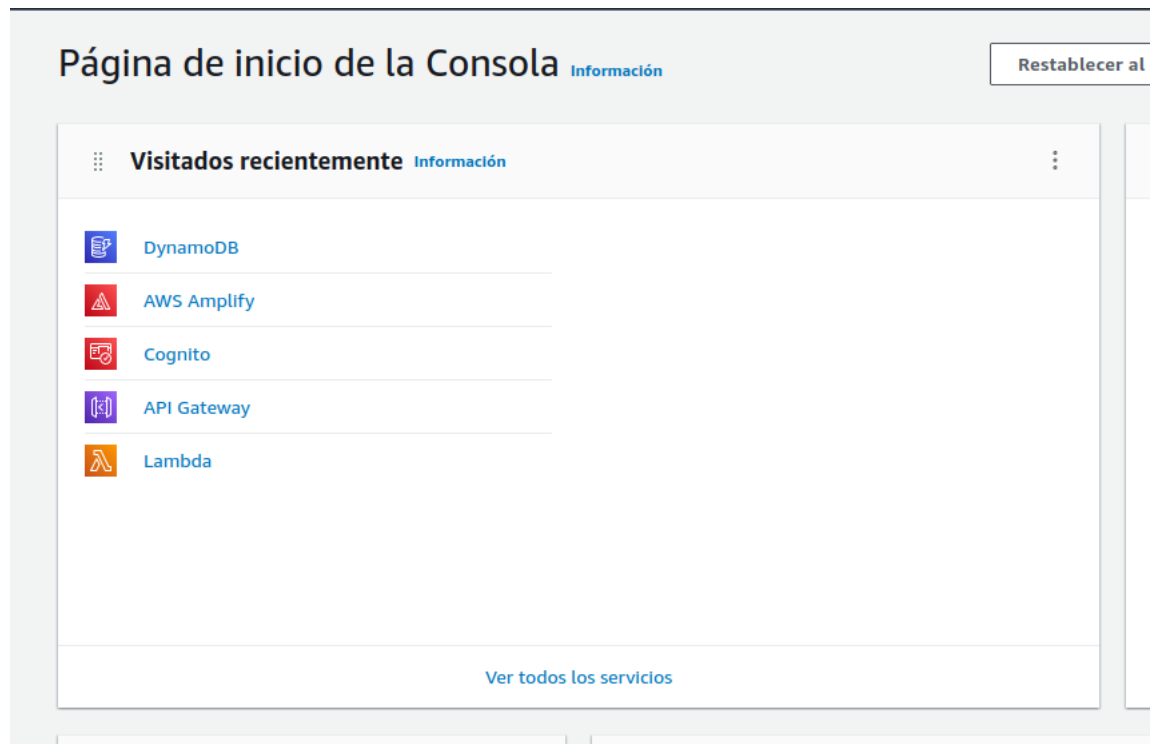 Página de inicio de la Consola Información
Restablecer al
Visitados recientemente Información
DynamoDB
AWS Amplify
Cognito
API Gateway
Lambda
Ver todos los servicios